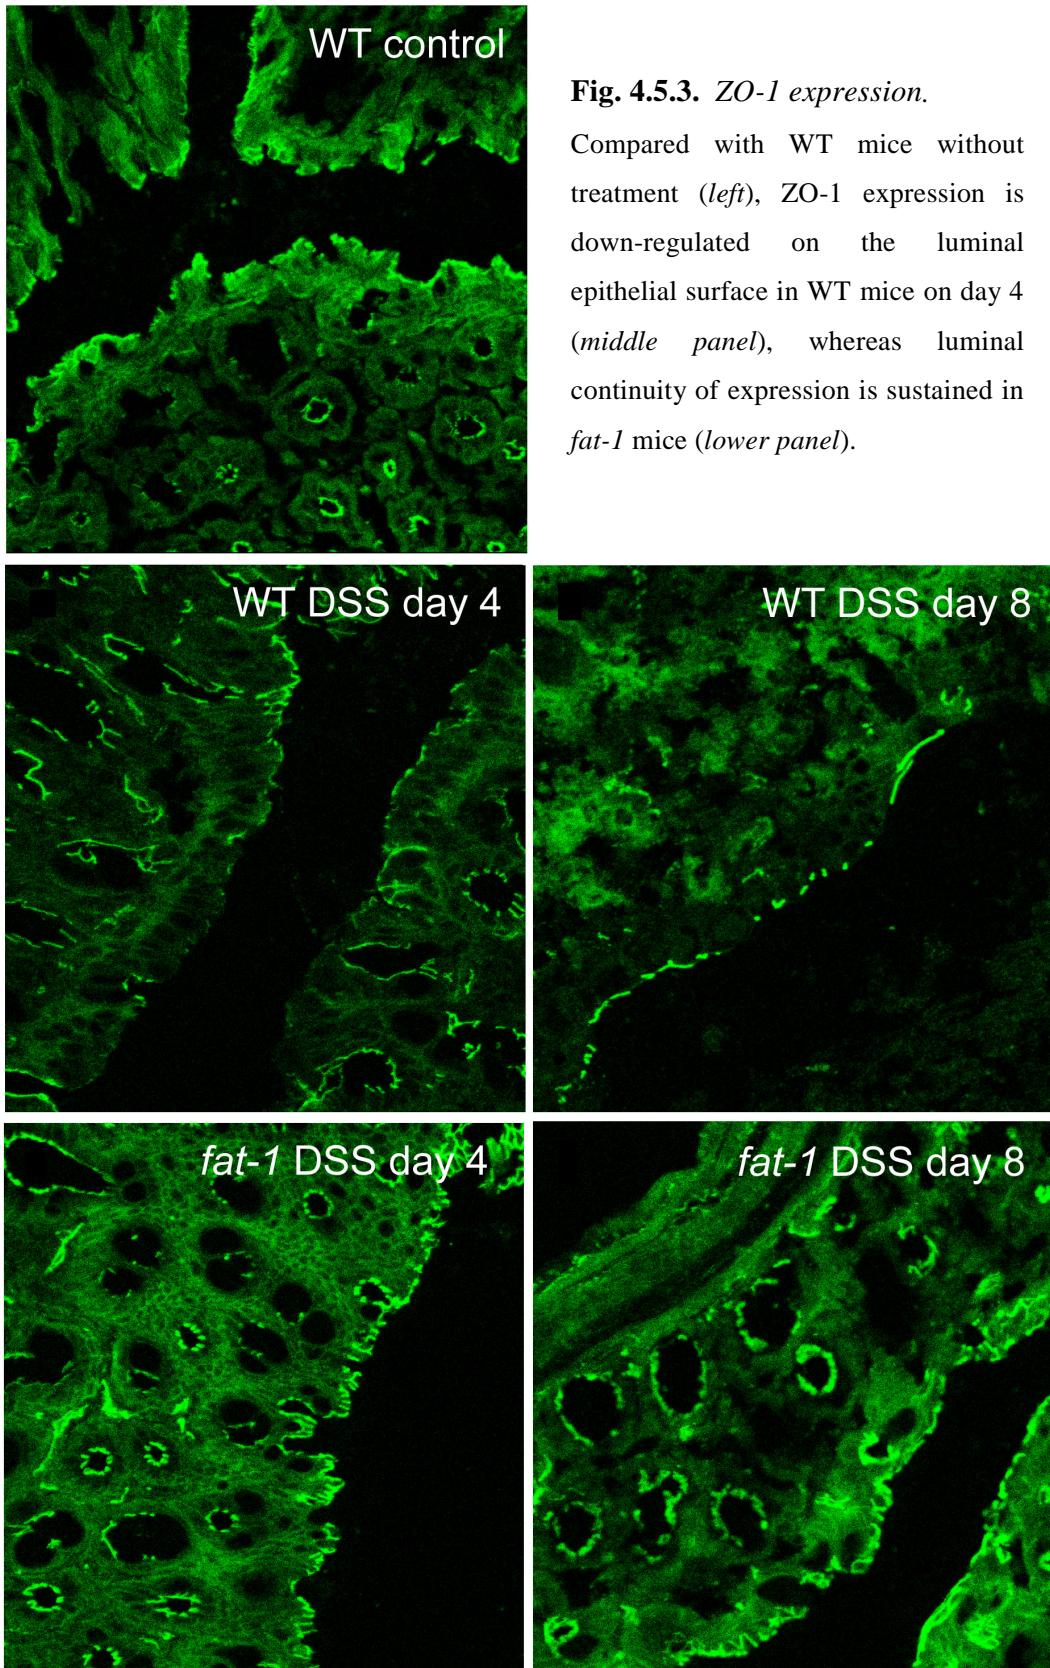 WT control
Fig. 4.5.3. ZO-1 expression.
Compared with WT mice without
treatment (left), ZO-1 expression is
down-regulated on the luminal
epithelial surface in WT mice on day 4
(middle panel), whereas luminal
continuity of expression is sustained in
fat-1 mice (lower panel).
WT DSS day 4
WT DSS day 8
fat-1 DSS day 4
fat-1 DSS day 8